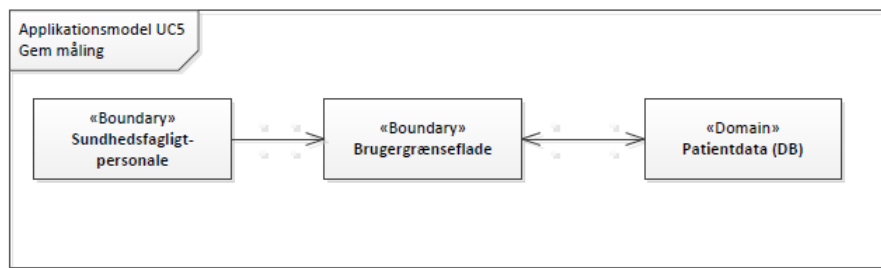 Applikationsmodel UC5
Gem måling
«Boundary»
Sundhedsfagligt-
personale
«Boundary»
Brugergrænseflade
«Domain»
Patientdata (DB)